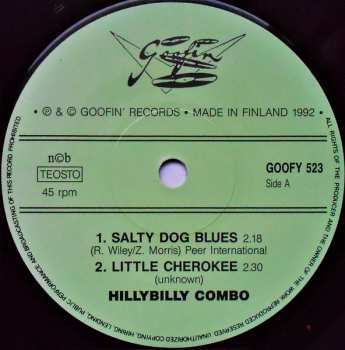 Goofin
• ℗ & © GOOFIN' RECORDS • MADE IN FINLAND 1992 •
n©b
TEOSTO
45 rpm
GOOFY 523
Side A
1. SALTY DOG BLUES 2.18
(R. Wiley/Z. Morris) Peer International
2. LITTLE CHEROKEE 2.30
(unknown)
HILLYBILLY COMBO
ALL RIGHTS OF THE PRODUCER AND OF THE OWNER OF THE WORK REPRODUCED RESERVED. UNAUTHORIZED COPYING, HIRING, LENDING, PUBLIC PERFORMANCE AND BROADCASTING OF THIS RECORD PROHIBITED